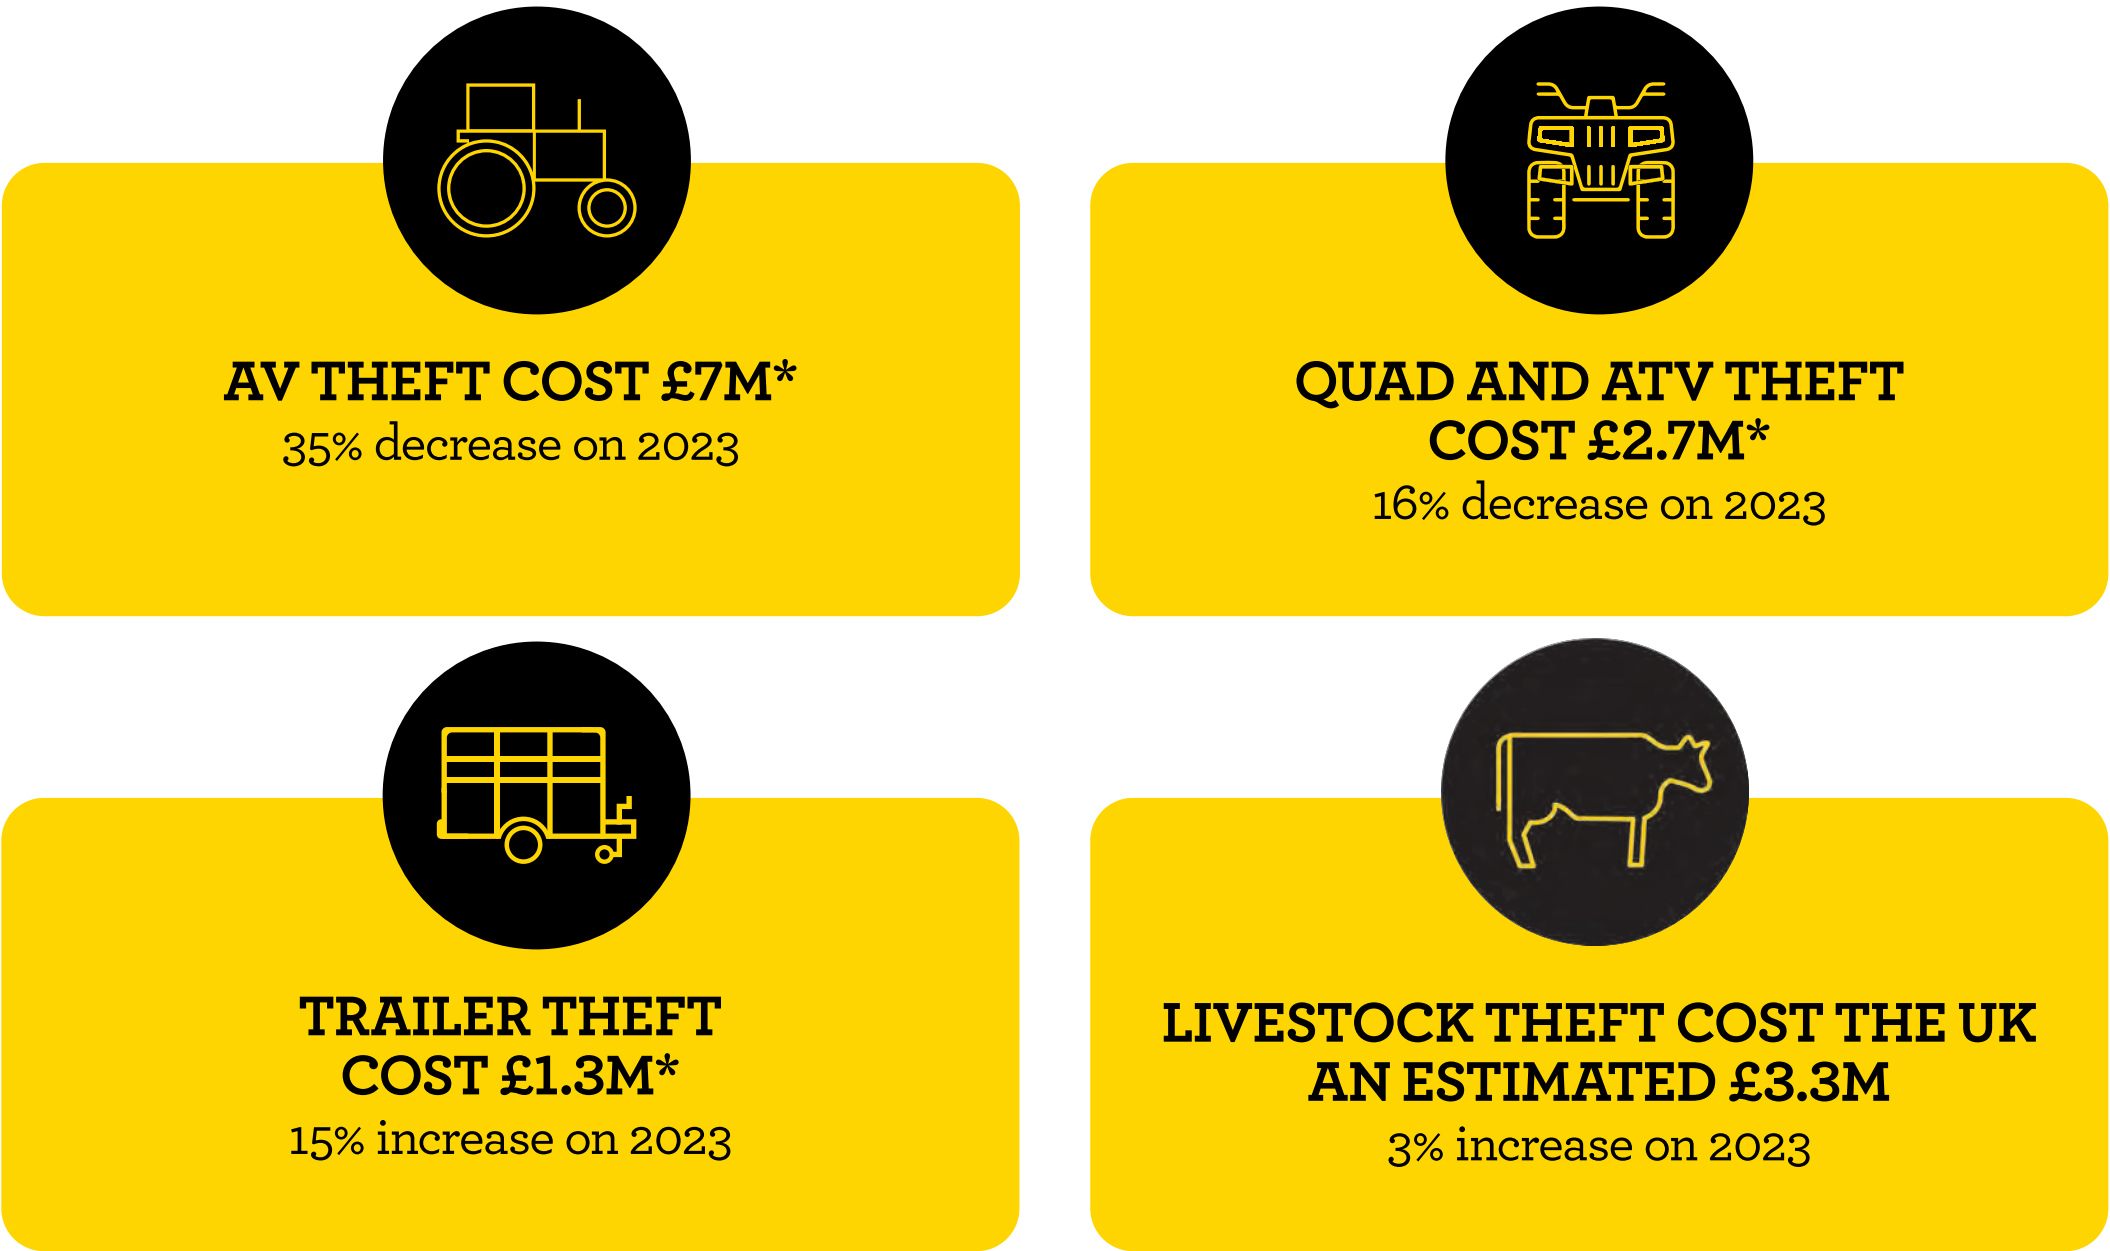 AV THEFT COST £7M*
35% decrease on 2023
QUAD AND ATV THEFT
COST £2.7M*
16% decrease on 2023
TRAILER THEFT
COST £1.3M*
15% increase on 2023
LIVESTOCK THEFT COST THE UK
AN ESTIMATED £3.3M
3% increase on 2023